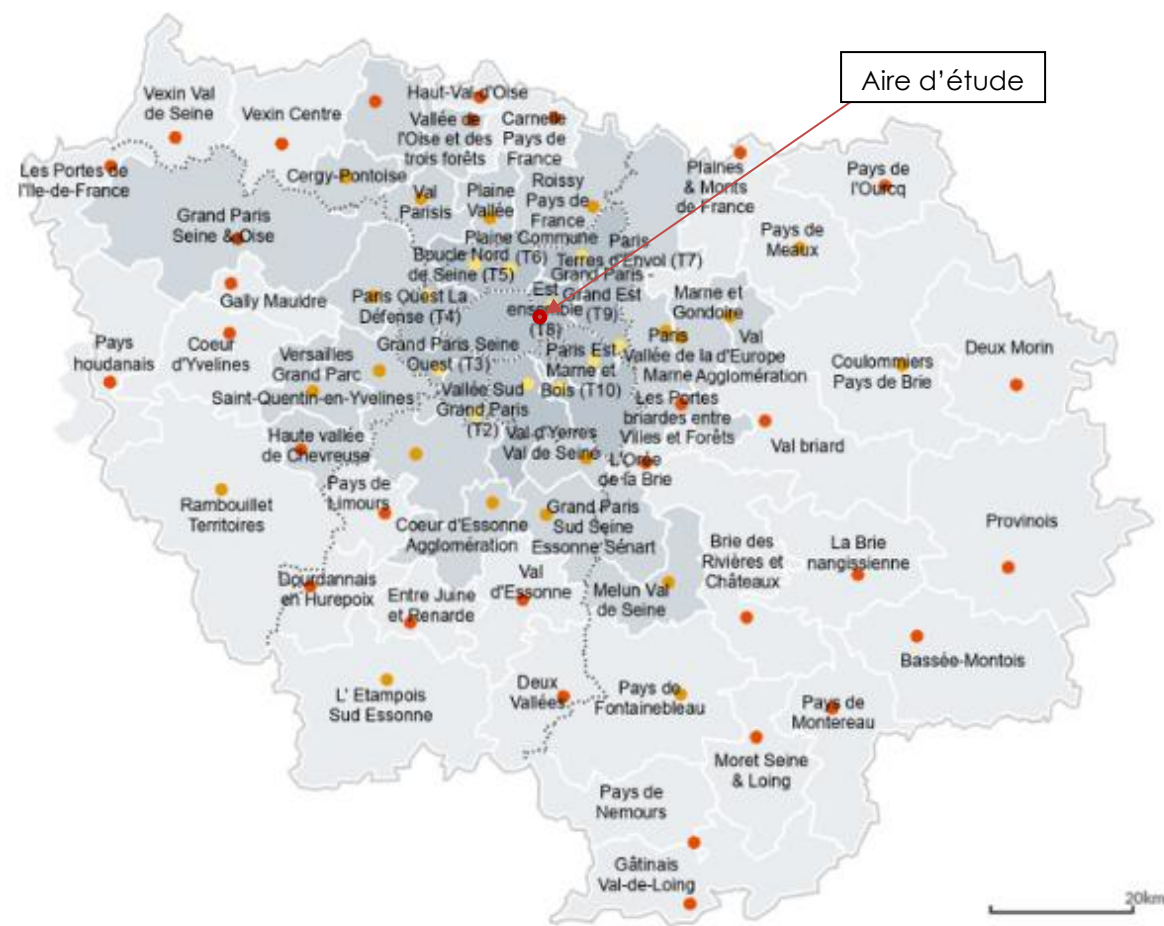 Aire d'étude
Vexin Val
de Seine
Vexin Centre
Haut-Val-d'Oise
Vallée de
l'Oise et des
trois forêts
Carnelle
Pays de
France
Les Portes de
l'Ile-de-France
Cergy-Pontoise
Plaines
& Monts
de France
Pays de
l'Ourcq
Grand Paris
Seine & Oise
Val
Parisis
Plaine
Vallée
Roissy
Pays de
France
Pays de
Meaux
Plaine Commune
(T6)
Boucle Nord
de Seine (T5)
Paris
Terres d'Envol (T7)
Grand Paris -
Grand Est
(T9)
Est
ensemble
(T8)
Gally Mauldre
Paris Ouest La
Défense (T4)
Marne et
Gondoire
Pays
houdanais
Coeur
d'Yvelines
Versailles
Grand Parc
Grand Paris Seine
Ouest (T3)
Paris Est
Marne et
Bois (T10)
Paris
Vallée de la
Marne
Val
d'Europe
Agglomération
Coulommiers
Pays de Brie
Deux Morin
Saint-Quentin-en-Yvelines
Vallée Sud
Grand Paris
(T2)
Les Portes
briardes entre
Villes et Forêts
Haute vallée
de Chevreuse
Val d'Yerres
Val de Seine
L'Orée
de la Brie
Val briard
Pays de
Limours
Rambouillet
Territoires
Coeur d'Essonne
Agglomération
Grand Paris
Sud Seine
Essonne Sénart
Provinois
Brie des
Rivières et
Châteaux
La Brie
nangissienne
Dourdannais
en Hurepoix
Entre Juine
et Renarde
Val
d'Essonne
Melun Val
de Seine
Bassée-Montois
L' Etampois
Sud Essonne
Deux
Vallées
Pays de
Fontainebleau
Pays de
Montereau
Moret Seine
& Loing
Pays de
Nemours
Gâtinais
Val-de-Loing
20km